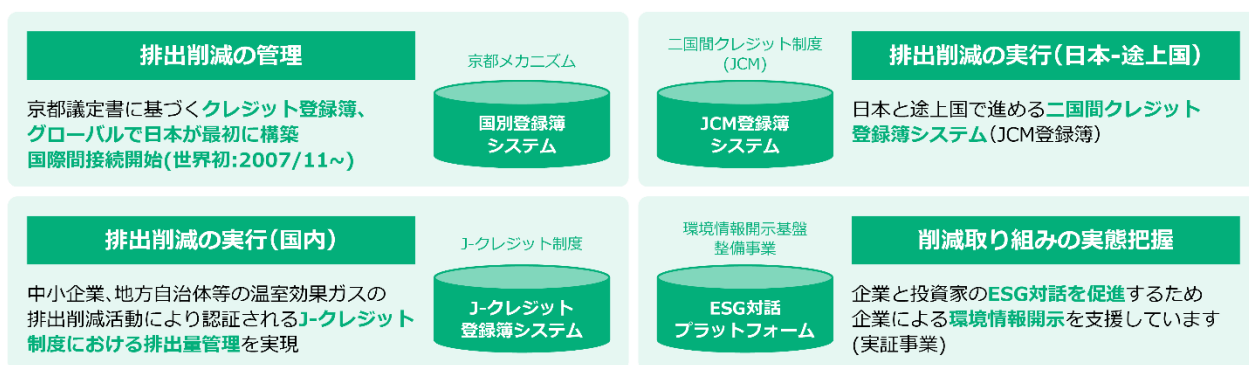 排出削減の管理
京都議定書に基づくクレジット登録簿、
グローバルで日本が最初に構築
国際間接続開始(世界初:2007/11~)
京都メカニズム
国別登録簿
システム
二国間クレジット制度
(JCM)
JCM登録簿
システム
排出削減の実行(日本-途上国)
日本と途上国で進める二国間クレジット
登録簿システム(JCM登録簿)
排出削減の実行(国内)
中小企業、地方自治体等の温室効果ガスの
排出削減活動により認証されるJ-クレジット
制度における排出量管理を実現
J-クレジット制度
J-クレジット
登録簿システム
環境情報開示基盤
整備事業
ESG対話
プラットフォーム
削減取り組みの実態把握
企業と投資家のESG対話を促進するため
企業による環境情報開示を支援しています
(実証事業)